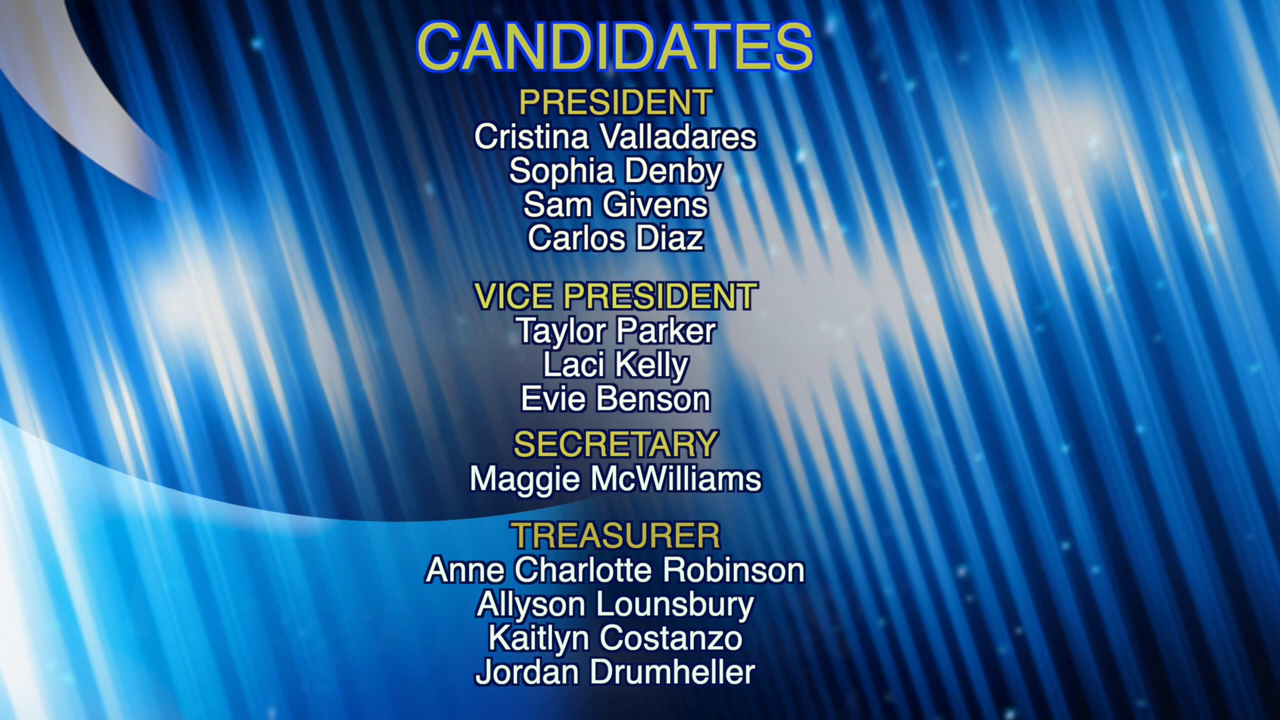 CANDIDATES
PRESIDENT
Cristina Valladares
Sophia Denby
Sam Givens
Carlos Diaz
VICE PRESIDENT
Taylor Parker
Laci Kelly
Evie Benson
SECRETARY
Maggie McWilliams
TREASURER
Anne Charlotte Robinson
Allyson Lounsbury
Kaitlyn Costanzo
Jordan Drumheller